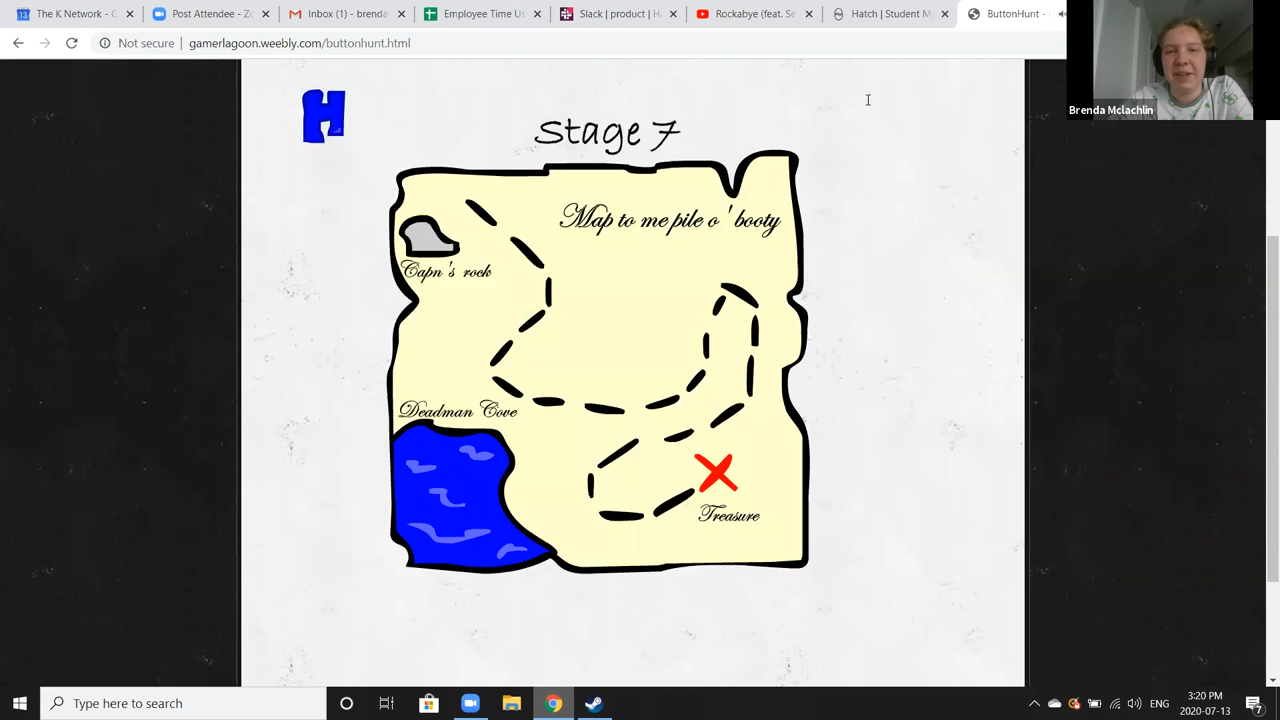 The K Network - C
Post Attendee - Zo
Inbox (1) - brenda
Employee Time Us
Slack | product | H
Rockabye (feat. Se
Hatch | Student M
ButtonHunt -
Not secure | gamerlagoon.weebly.com/buttonhunt.html
Brenda Mclachlin
H
Stage 7
Map to me pile o' booty
Capn's rock
Deadman Cove
Treasure
Type here to search
ENG
3:20 PM
2020-07-13
7